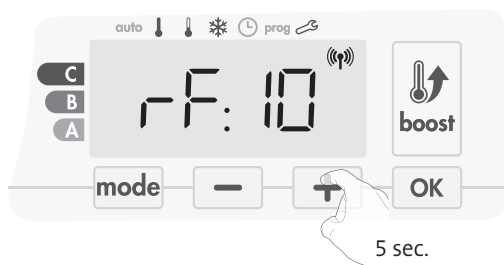 auto prog
C
rF: 10
B
A
boost
mode − + OK
5 sec.